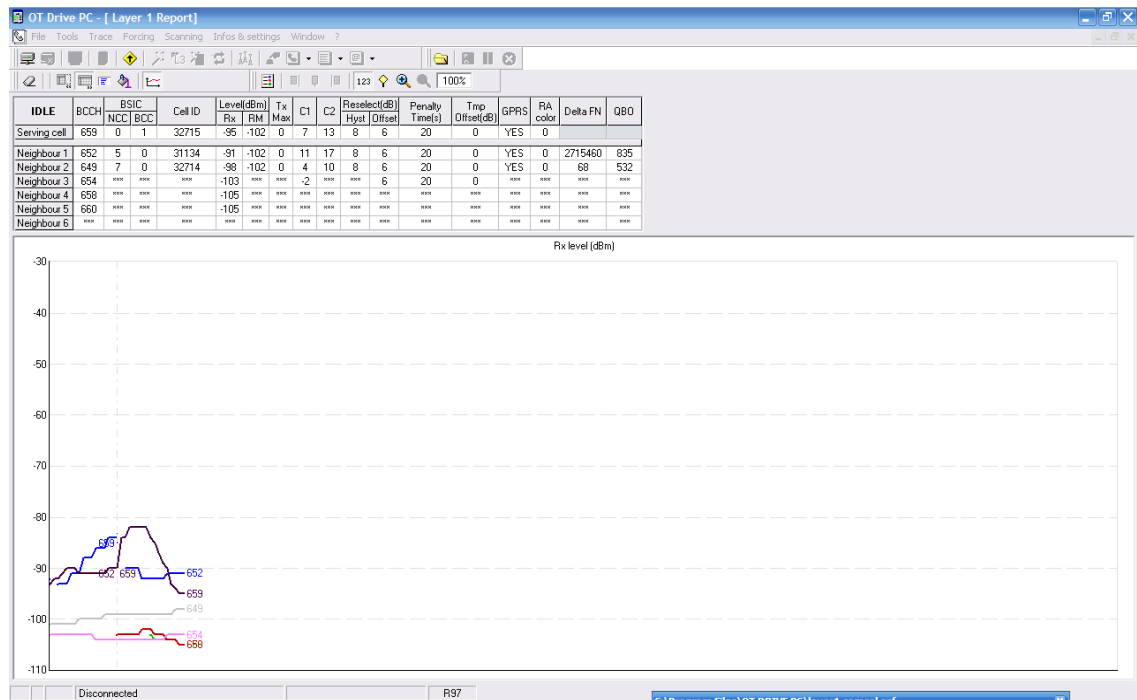 OT Drive PC - [ Layer 1 Report]
File Tools Trace Forcing Scanning Infos & settings Window ?
123 100%
IDLE BCCH BSIC NCC BCC Cell ID Level(dBm) Rx RM Tx Max C1 C2 Reselect(dB) Hyst Offset Penalty Time(s) Tmp Offset(dB) GPRS RA color Delta FN QBO
Serving cell 659 0 1 32715 -95 -102 0 7 13 8 6 20 0 YES 0
Neighbour 1 652 5 0 31134 -91 -102 0 11 17 8 6 20 0 YES 0 2715460 835
Neighbour 2 649 7 0 32714 -98 -102 0 4 10 8 6 20 0 YES 0 68 532
Neighbour 3 654 *** *** *** -103 *** *** -2 *** *** 6 20 0 *** *** *** ***
Neighbour 4 658 *** *** *** -105 *** *** *** *** *** *** *** *** *** *** *** ***
Neighbour 5 660 *** *** *** -105 *** *** *** *** *** *** *** *** *** *** *** ***
Neighbour 6 *** *** *** *** *** *** *** *** *** *** *** *** *** *** *** *** ***
Rx level (dBm)
-30
-40
-50
-60
-70
-80
659
-90
652 659 652
659
649
-100
654
658
-110
Disconnected R97